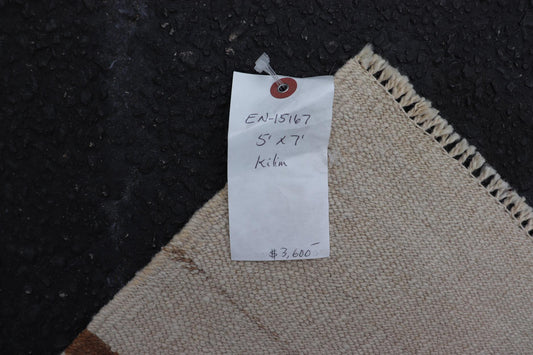 EN-15167
5' x 7'
Kilim
$3,600-